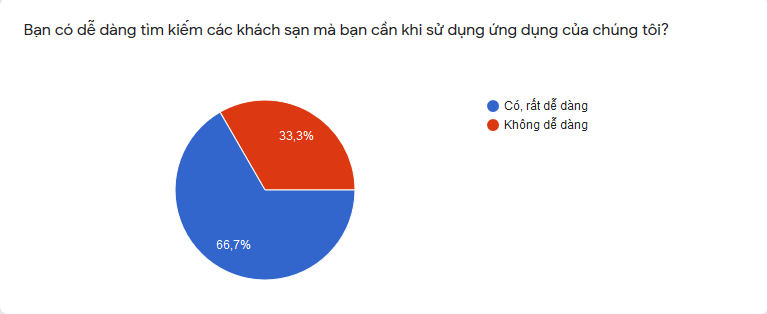 Bạn có dễ dàng tìm kiếm các khách sạn mà bạn cần khi sử dụng ứng dụng của chúng tôi?
Có, rất dễ dàng
Không dễ dàng
33,3%
66,7%